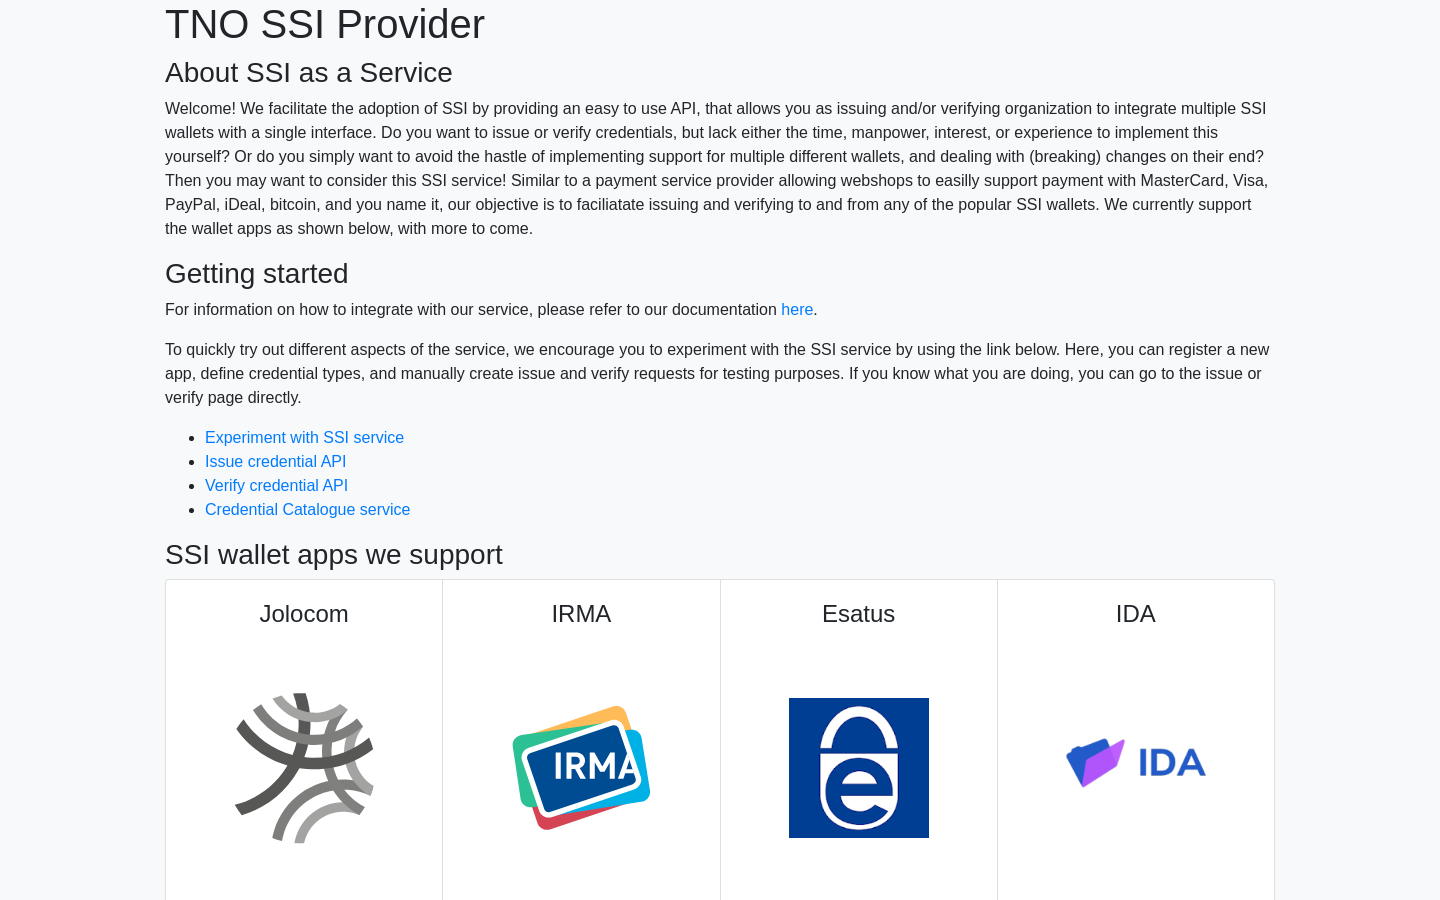 TNO SSI Provider
About SSI as a Service
Welcome! We facilitate the adoption of SSI by providing an easy to use API, that allows you as issuing and/or verifying organization to integrate multiple SSI
wallets with a single interface. Do you want to issue or verify credentials, but lack either the time, manpower, interest, or experience to implement this
yourself? Or do you simply want to avoid the hastle of implementing support for multiple different wallets, and dealing with (breaking) changes on their end?
Then you may want to consider this SSI service! Similar to a payment service provider allowing webshops to easilly support payment with MasterCard, Visa,
PayPal, iDeal, bitcoin, and you name it, our objective is to faciliatate issuing and verifying to and from any of the popular SSI wallets. We currently support
the wallet apps as shown below, with more to come.
Getting started
For information on how to integrate with our service, please refer to our documentation here.
To quickly try out different aspects of the service, we encourage you to experiment with the SSI service by using the link below. Here, you can register a new
app, define credential types, and manually create issue and verify requests for testing purposes. If you know what you are doing, you can go to the issue or
verify page directly.
Experiment with SSI service
Issue credential API
Verify credential API
Credential Catalogue service
SSI wallet apps we support
Jolocom
IRMA
Esatus
IDA
IRMA
e
IDA